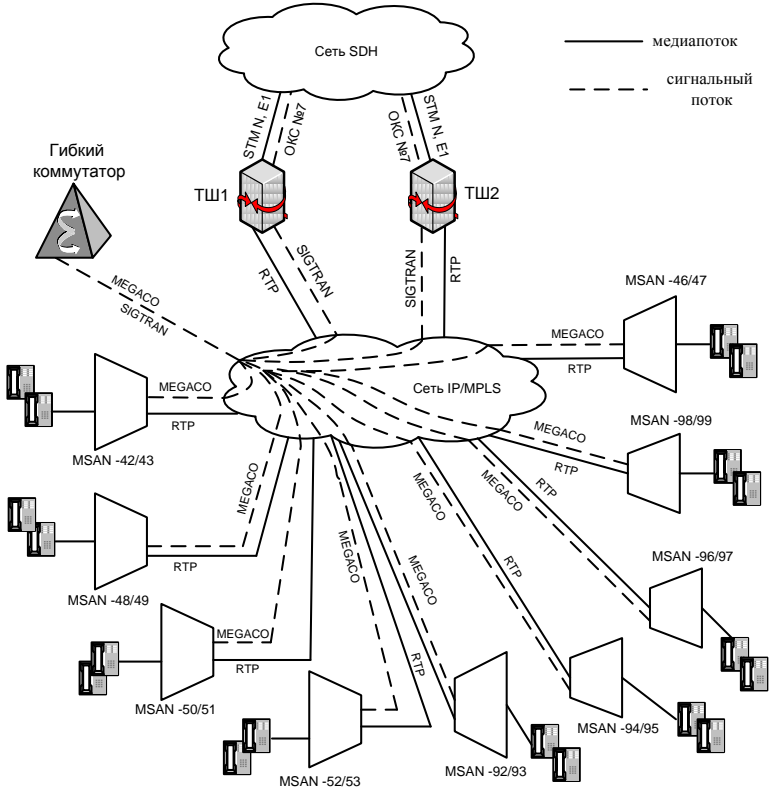 Сеть SDH
медиапоток
сигнальный
поток
STM N, E1
ОКС №7
ОКС №7
STM N, E1
Гибкий
коммутатор
ТШ1
ТШ2
RTP
SIGTRAN
SIGTRAN
RTP
MEGACO
SIGTRAN
MSAN -46/47
MEGACO
RTP
Сеть IP/MPLS
MEGACO
RTP
MSAN -42/43
MSAN -98/99
MEGACO
RTP
MEGACO
RTP
MSAN -48/49
RTP
MEGACO
MSAN -96/97
MEGACO
RTP
MSAN -50/51
MEGACO
RTP
MSAN -52/53
MEGACO
RTP
MSAN -92/93
MEGACO
RTP
MSAN -94/95